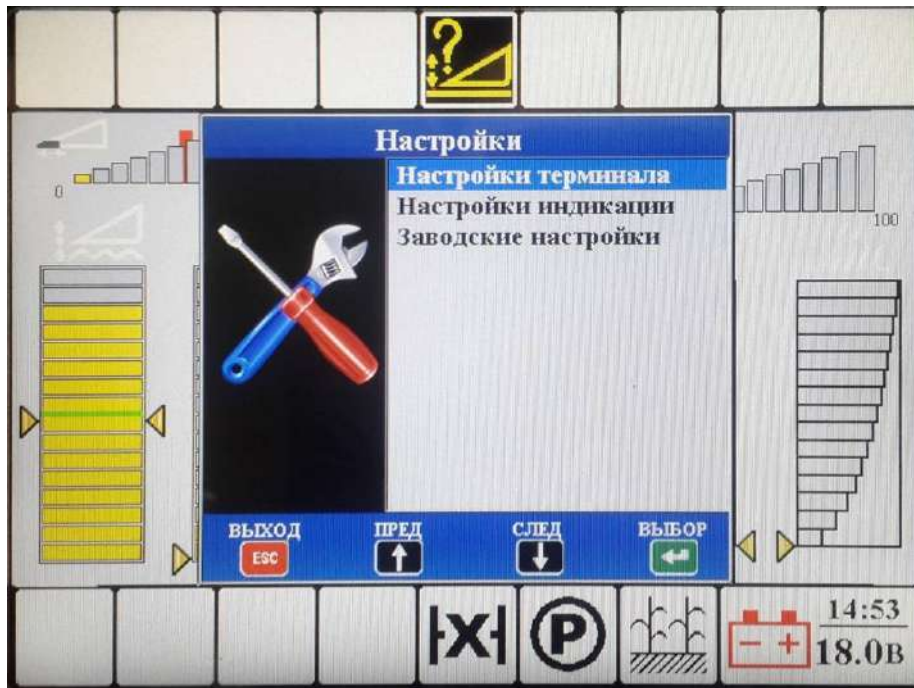 ?
Настройки
0
Настройки терминала
Настройки индикации
Заводские настройки
100
ВЫХОД ПРЕД СЛЕД ВЫБОР
ESC
X P
14:53
- +
18.0В